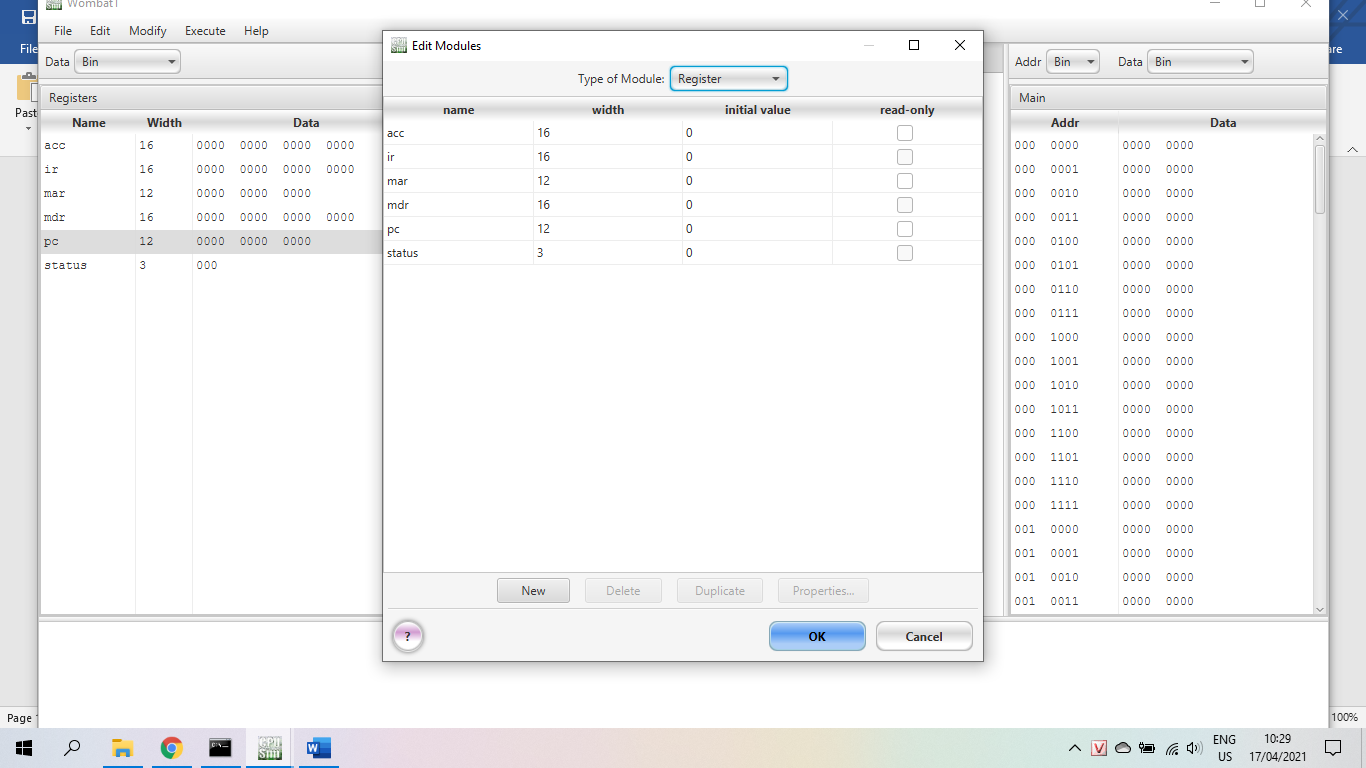 Wombat1
File Edit Modify Execute Help
File
Data Bin
Past
Registers
Name Width Data
acc 16 0000 0000 0000 0000
ir 16 0000 0000 0000 0000
mar 12 0000 0000 0000
mdr 16 0000 0000 0000 0000
pc 12 0000 0000 0000
status 3 000
Edit Modules
Type of Module: Register
name width initial value read-only
acc 16 0
ir 16 0
mar 12 0
mdr 16 0
pc 12 0
status 3 0
New Delete Duplicate Properties...
? OK Cancel
are
Addr Bin Data Bin
Main
Addr Data
000 0000 0000 0000
000 0001 0000 0000
000 0010 0000 0000
000 0011 0000 0000
000 0100 0000 0000
000 0101 0000 0000
000 0110 0000 0000
000 0111 0000 0000
000 1000 0000 0000
000 1001 0000 0000
000 1010 0000 0000
000 1011 0000 0000
000 1100 0000 0000
000 1101 0000 0000
000 1110 0000 0000
000 1111 0000 0000
001 0000 0000 0000
001 0001 0000 0000
001 0010 0000 0000
001 0011 0000 0000
Page
100%
CPU
Sim
ENG
US
10:29
17/04/2021